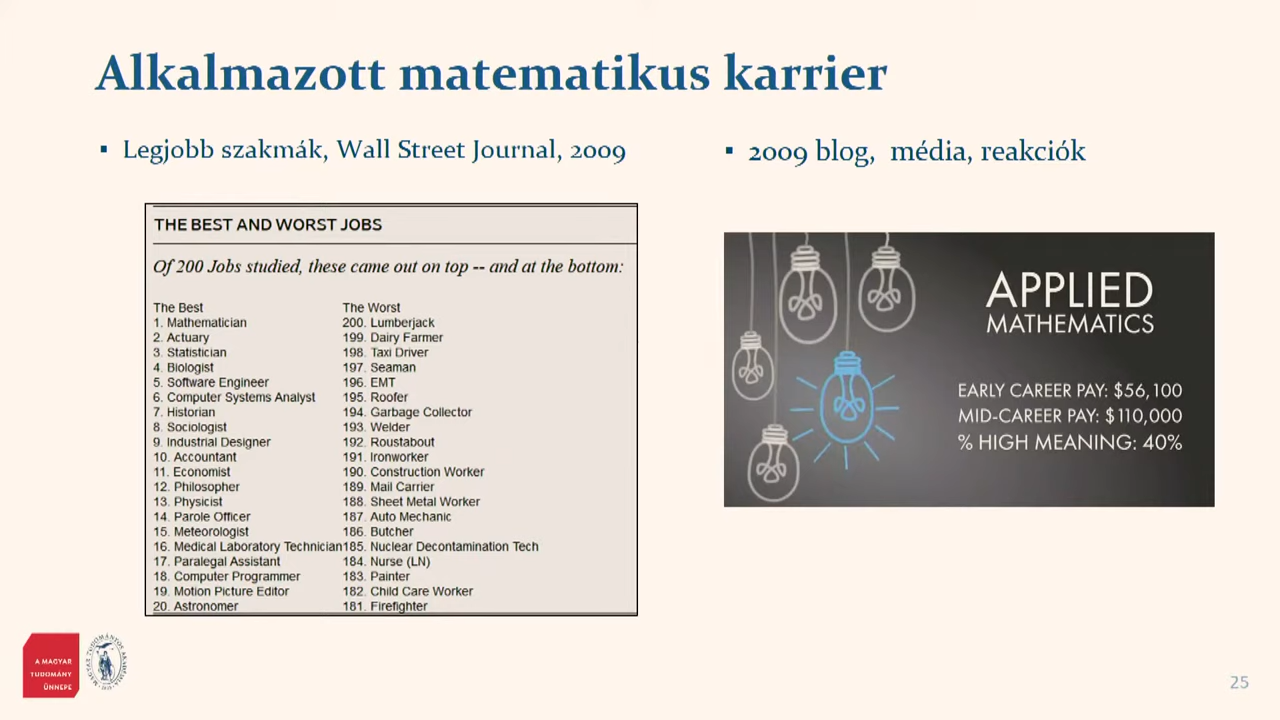 Alkalmazott matematikus karrier
▪ Legjobb szakmák, Wall Street Journal, 2009
THE BEST AND WORST JOBS
Of 200 Jobs studied, these came out on top -- and at the bottom:
The Best The Worst
1. Mathematician 200. Lumberjack
2. Actuary 199. Dairy Farmer
3. Statistician 198. Taxi Driver
4. Biologist 197. Seaman
5. Software Engineer 196. EMT
6. Computer Systems Analyst 195. Roofer
7. Historian 194. Garbage Collector
8. Sociologist 193. Welder
9. Industrial Designer 192. Roustabout
10. Accountant 191. Ironworker
11. Economist 190. Construction Worker
12. Philosopher 189. Mail Carrier
13. Physicist 188. Sheet Metal Worker
14. Parole Officer 187. Auto Mechanic
15. Meteorologist 186. Butcher
16. Medical Laboratory Technician 185. Nuclear Decontamination Tech
17. Paralegal Assistant 184. Nurse (LN)
18. Computer Programmer 183. Painter
19. Motion Picture Editor 182. Child Care Worker
20. Astronomer 181. Firefighter
▪ 2009 blog, média, reakciók
APPLIED
MATHEMATICS
EARLY CAREER PAY: $56,100
MID-CAREER PAY: $110,000
% HIGH MEANING: 40%
A MAGYAR
TUDOMÁNY
ÜNNEPE
MAGYAR TUDOMÁNYOS AKADÉMIA
25